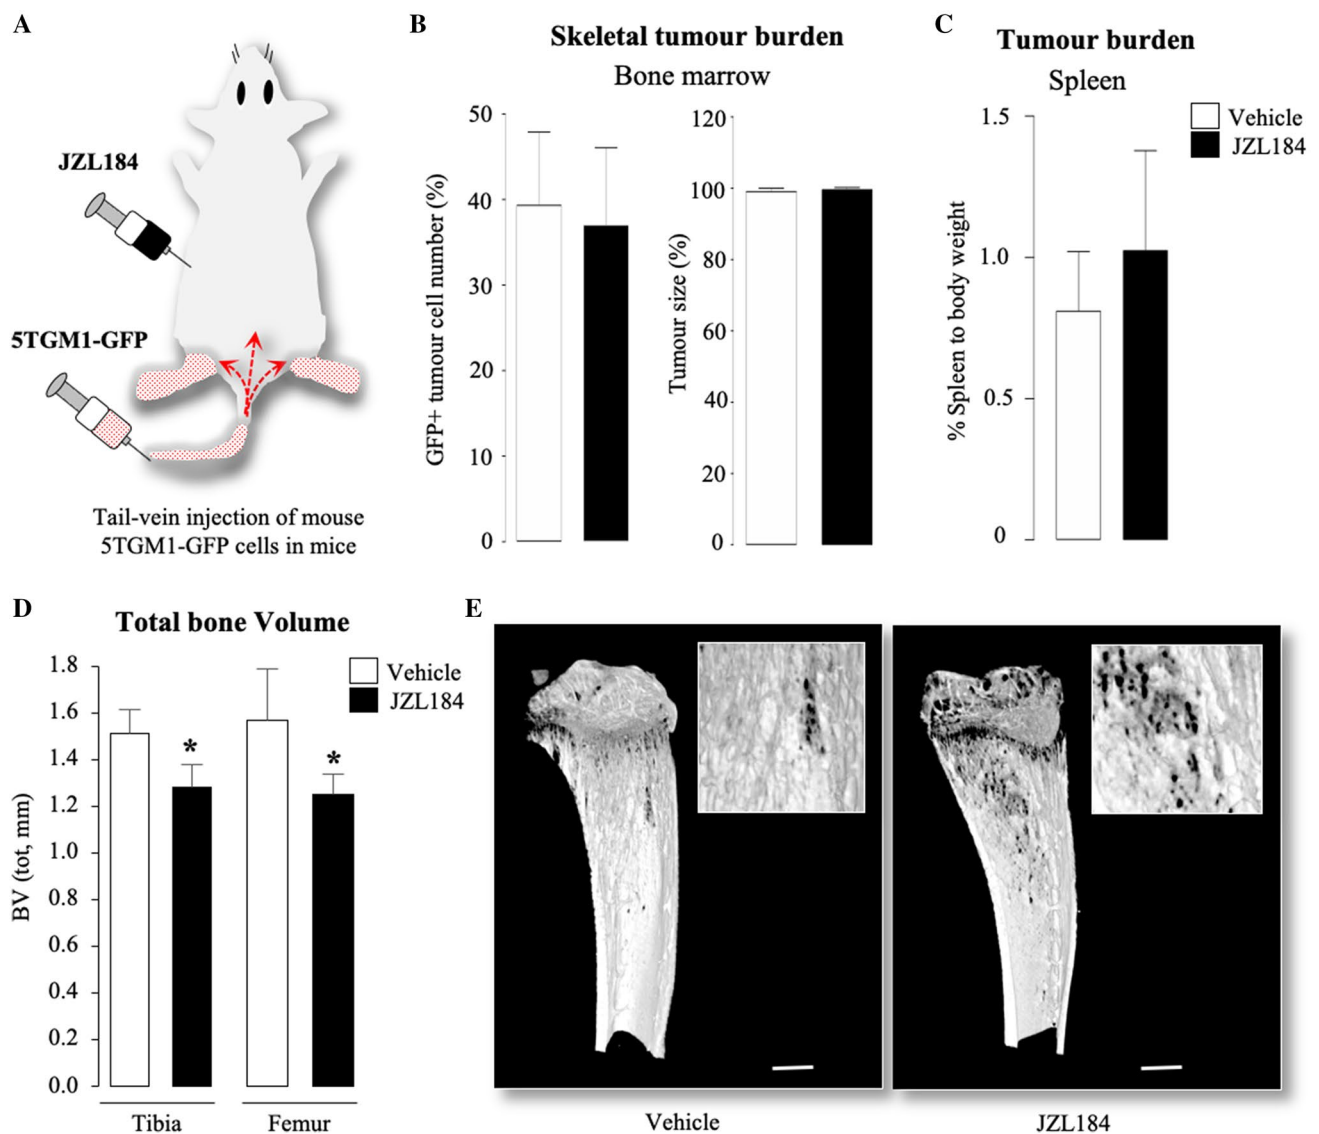 A
JZL184
5TGM1-GFP
Tail-vein injection of mouse
5TGM1-GFP cells in mice
B
Skeletal tumour burden
Bone marrow
GFP+ tumour cell number (%)
50
40
30
20
10
0
Tumour size (%)
120
100
80
60
40
20
0
C
Tumour burden
Spleen
Vehicle
JZL184
% Spleen to body weight
1.5
1.0
0.5
0
D
Total bone Volume
Vehicle
JZL184
BV (tot, mm)
1.8
1.6
1.4
1.2
1.0
0.8
0.6
0.4
0.2
0.0
*
*
Tibia
Femur
E
Vehicle
JZL184